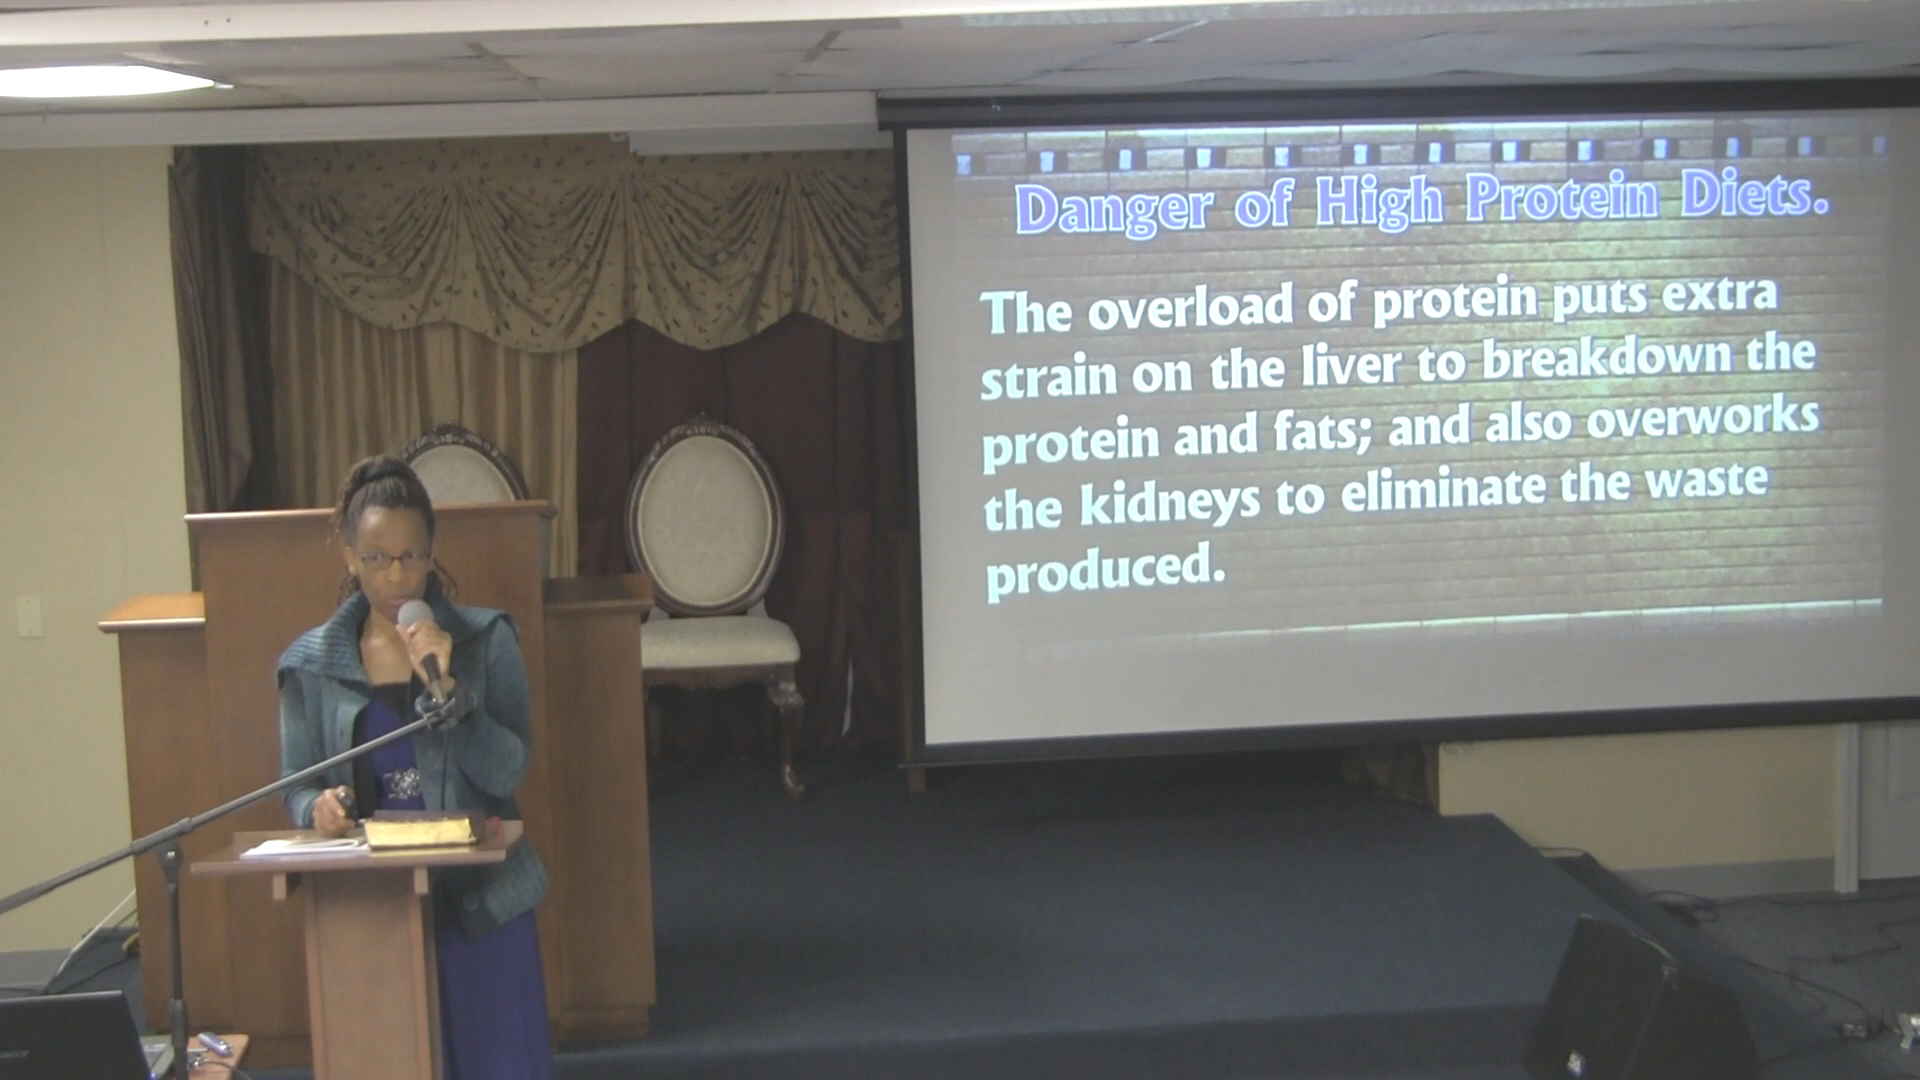 Danger of High Protein Diets.
The overload of protein puts extra
strain on the liver to breakdown the
protein and fats; and also overworks
the kidneys to eliminate the waste
produced.